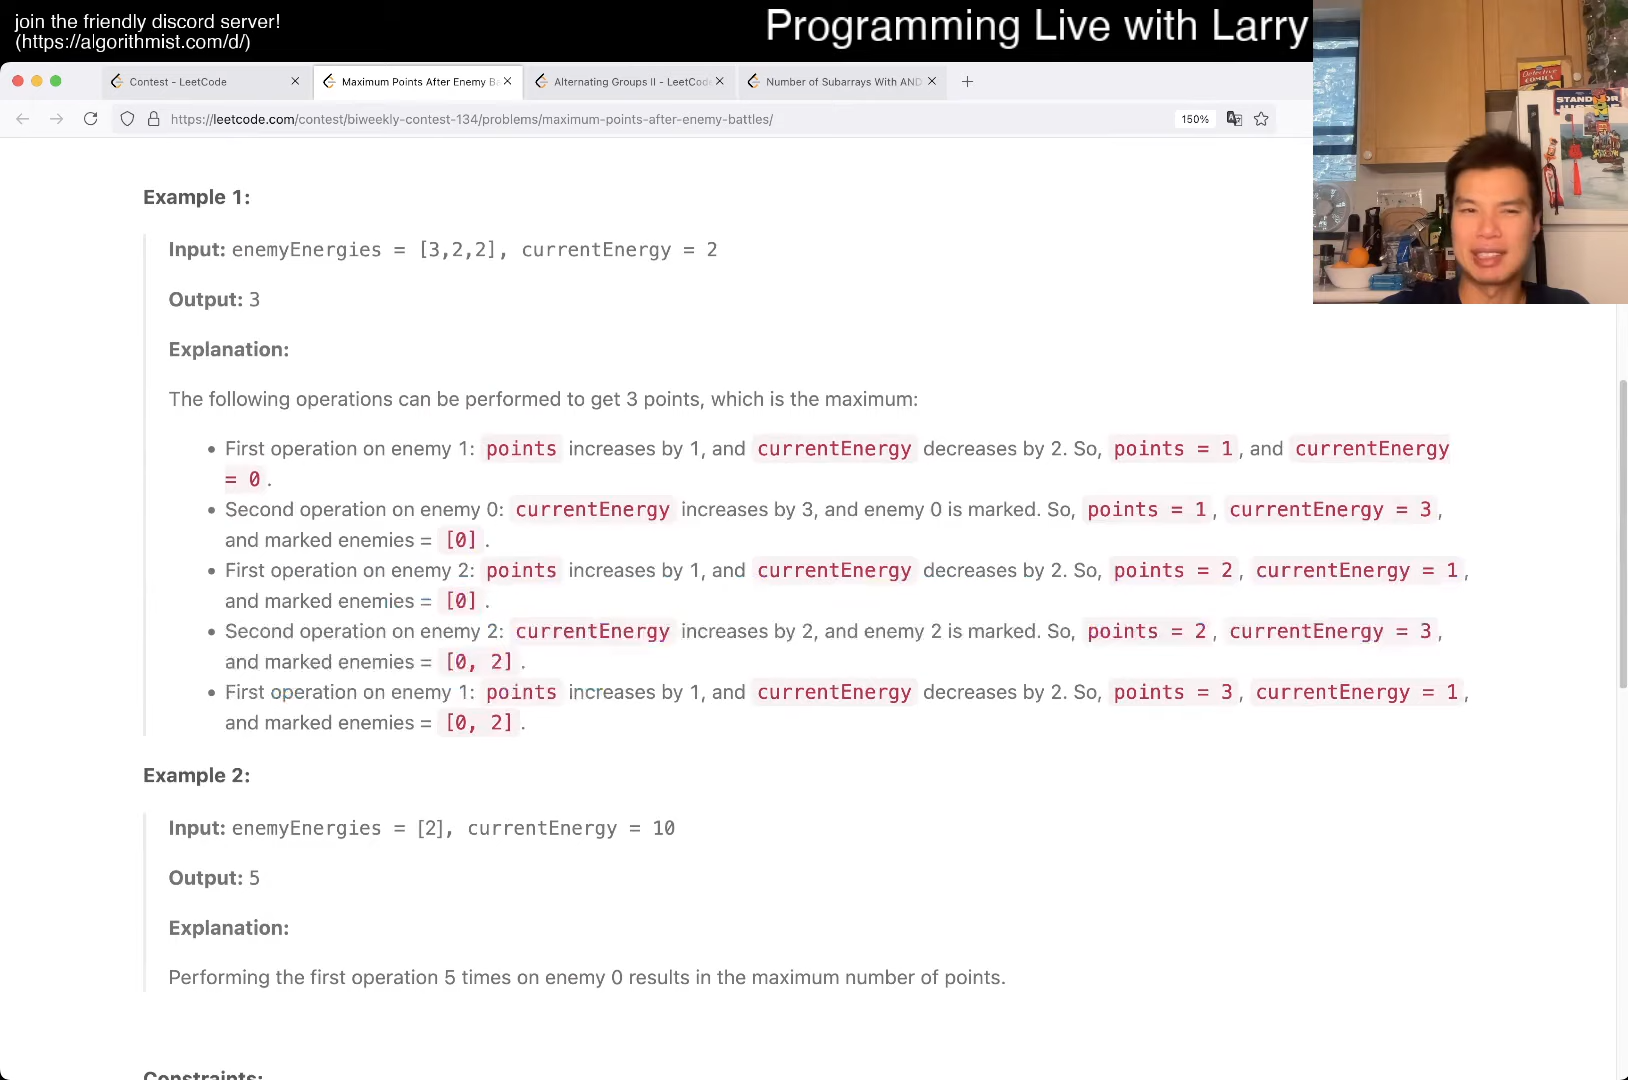 join the friendly discord server!
(https://algorithmist.com/d/)
Programming Live with Larry
Contest - LeetCode
Maximum Points After Enemy Ba
Alternating Groups II - LeetCode
Number of Subarrays With AND
https://leetcode.com/contest/biweekly-contest-134/problems/maximum-points-after-enemy-battles/
150%
Example 1:
Input: enemyEnergies = [3,2,2], currentEnergy = 2
Output: 3
Explanation:
The following operations can be performed to get 3 points, which is the maximum:
• First operation on enemy 1: points increases by 1, and currentEnergy decreases by 2. So, points = 1, and currentEnergy
= 0.
• Second operation on enemy 0: currentEnergy increases by 3, and enemy 0 is marked. So, points = 1, currentEnergy = 3,
and marked enemies = [0].
• First operation on enemy 2: points increases by 1, and currentEnergy decreases by 2. So, points = 2, currentEnergy = 1,
and marked enemies = [0].
• Second operation on enemy 2: currentEnergy increases by 2, and enemy 2 is marked. So, points = 2, currentEnergy = 3,
and marked enemies = [0, 2].
• First operation on enemy 1: points increases by 1, and currentEnergy decreases by 2. So, points = 3, currentEnergy = 1,
and marked enemies = [0, 2].
Example 2:
Input: enemyEnergies = [2], currentEnergy = 10
Output: 5
Explanation:
Performing the first operation 5 times on enemy 0 results in the maximum number of points.
Constraints: